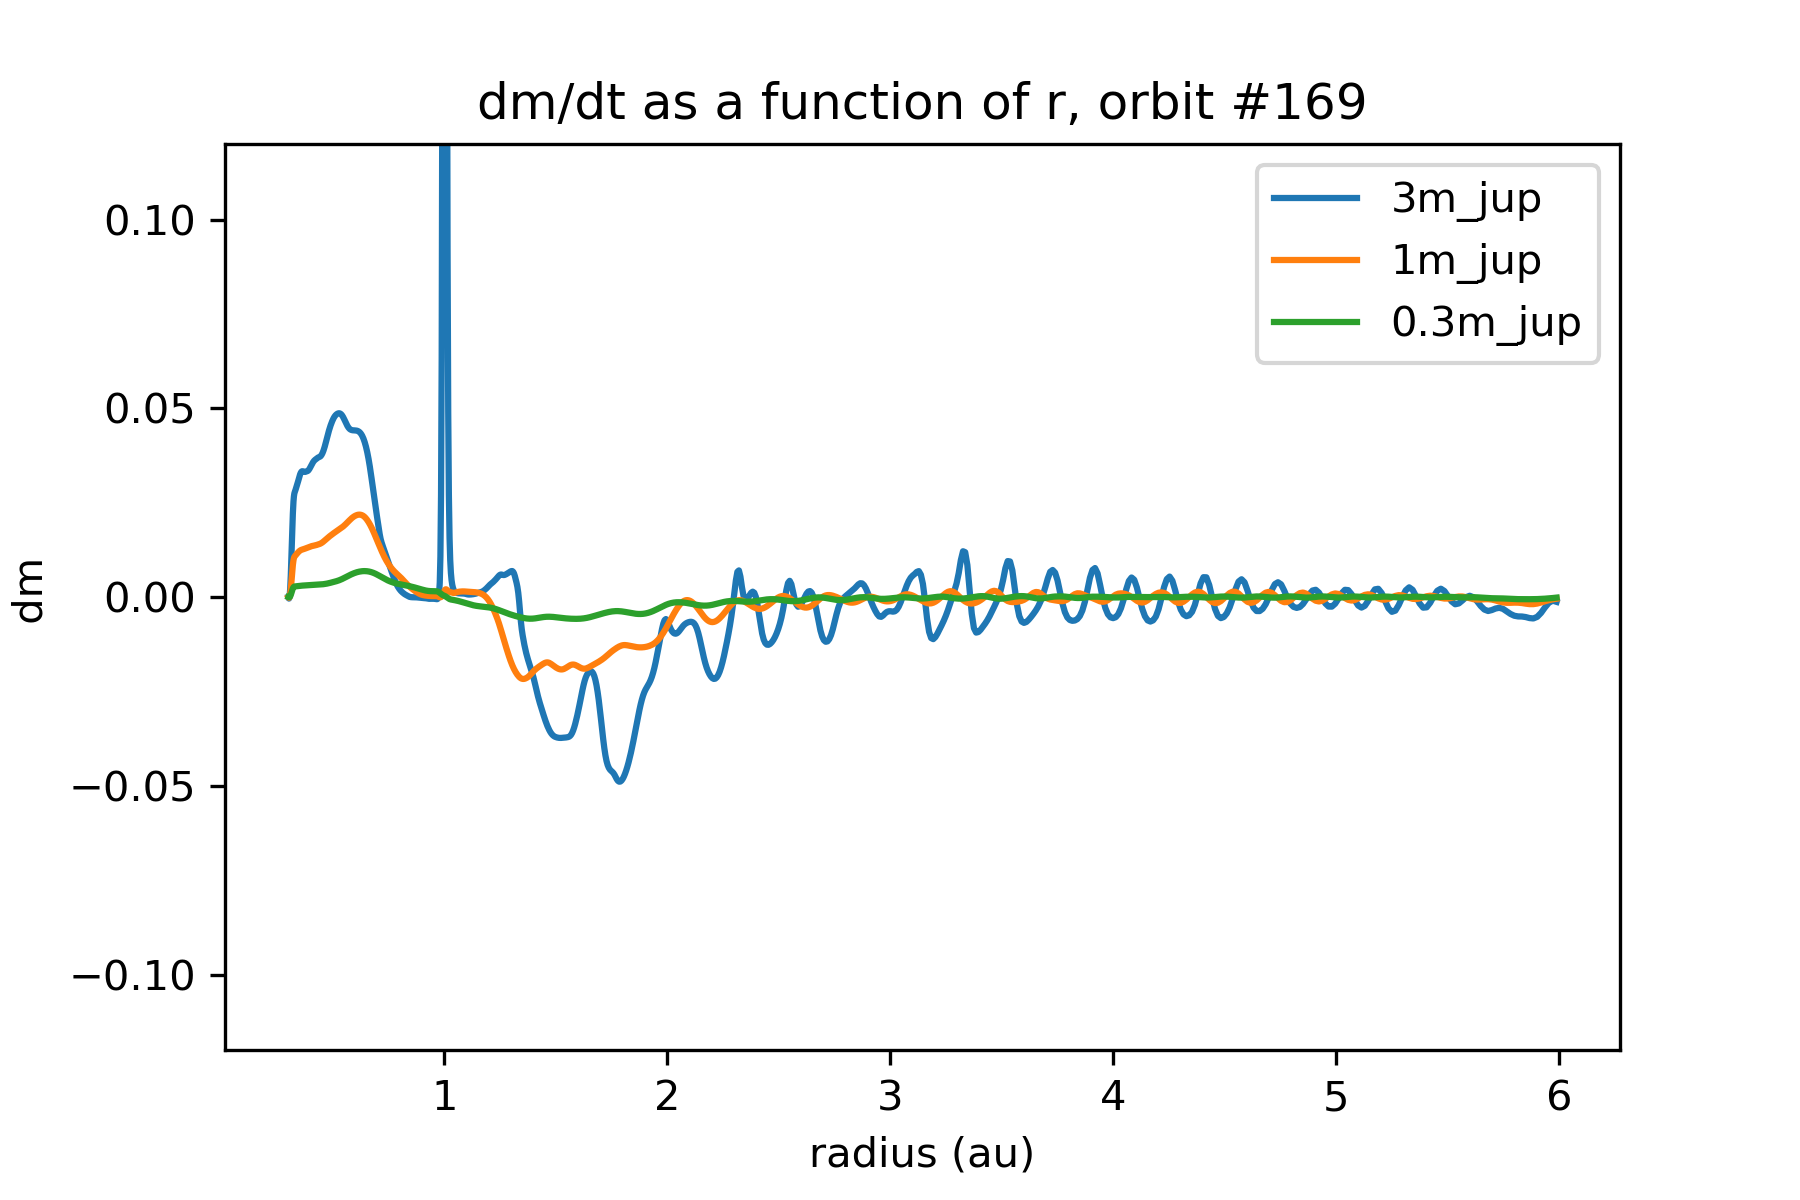 dm/dt as a function of r, orbit #169
3m_jup
1m_jup
0.3m_jup
0.10
0.05
0.00
−0.05
−0.10
dm
1 2 3 4 5 6
radius (au)